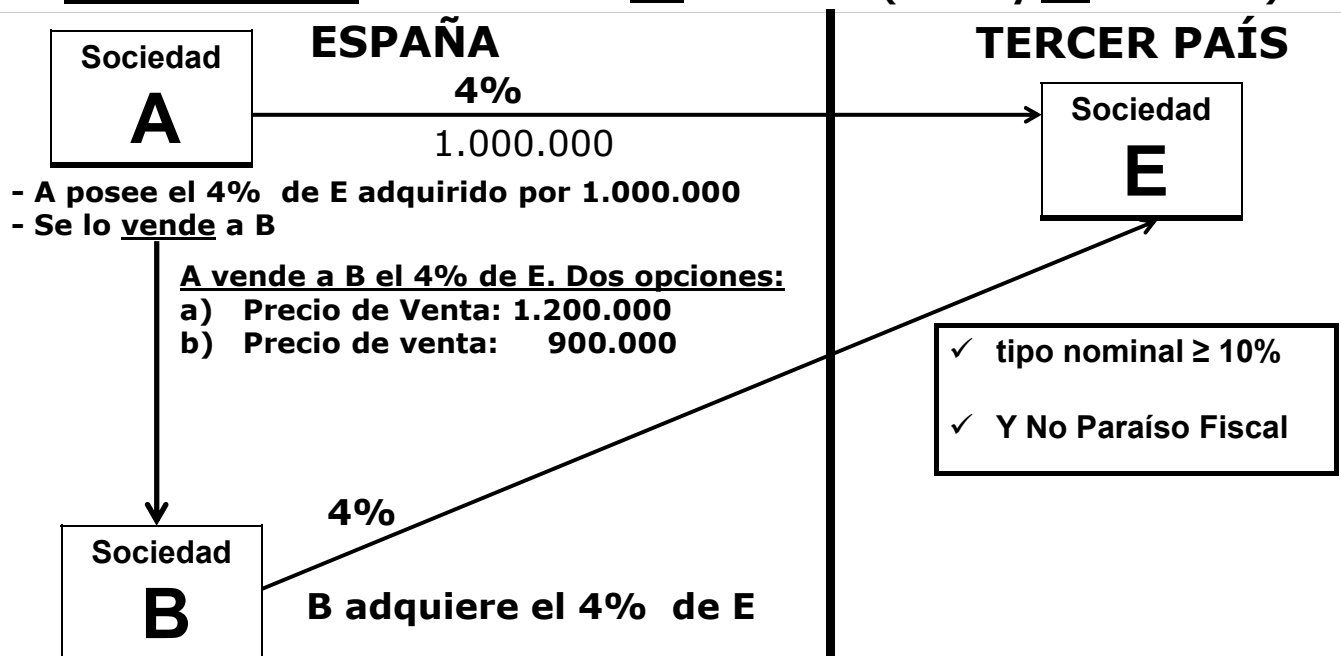 ESPAÑA
TERCER PAÍS
Sociedad
A
4%
1.000.000
Sociedad
E
- A posee el 4% de E adquirido por 1.000.000
- Se lo vende a B
A vende a B el 4% de E. Dos opciones:
a) Precio de Venta: 1.200.000
b) Precio de venta: 900.000
✓ tipo nominal ≥ 10%
✓ Y No Paraíso Fiscal
4%
Sociedad
B
B adquiere el 4% de E